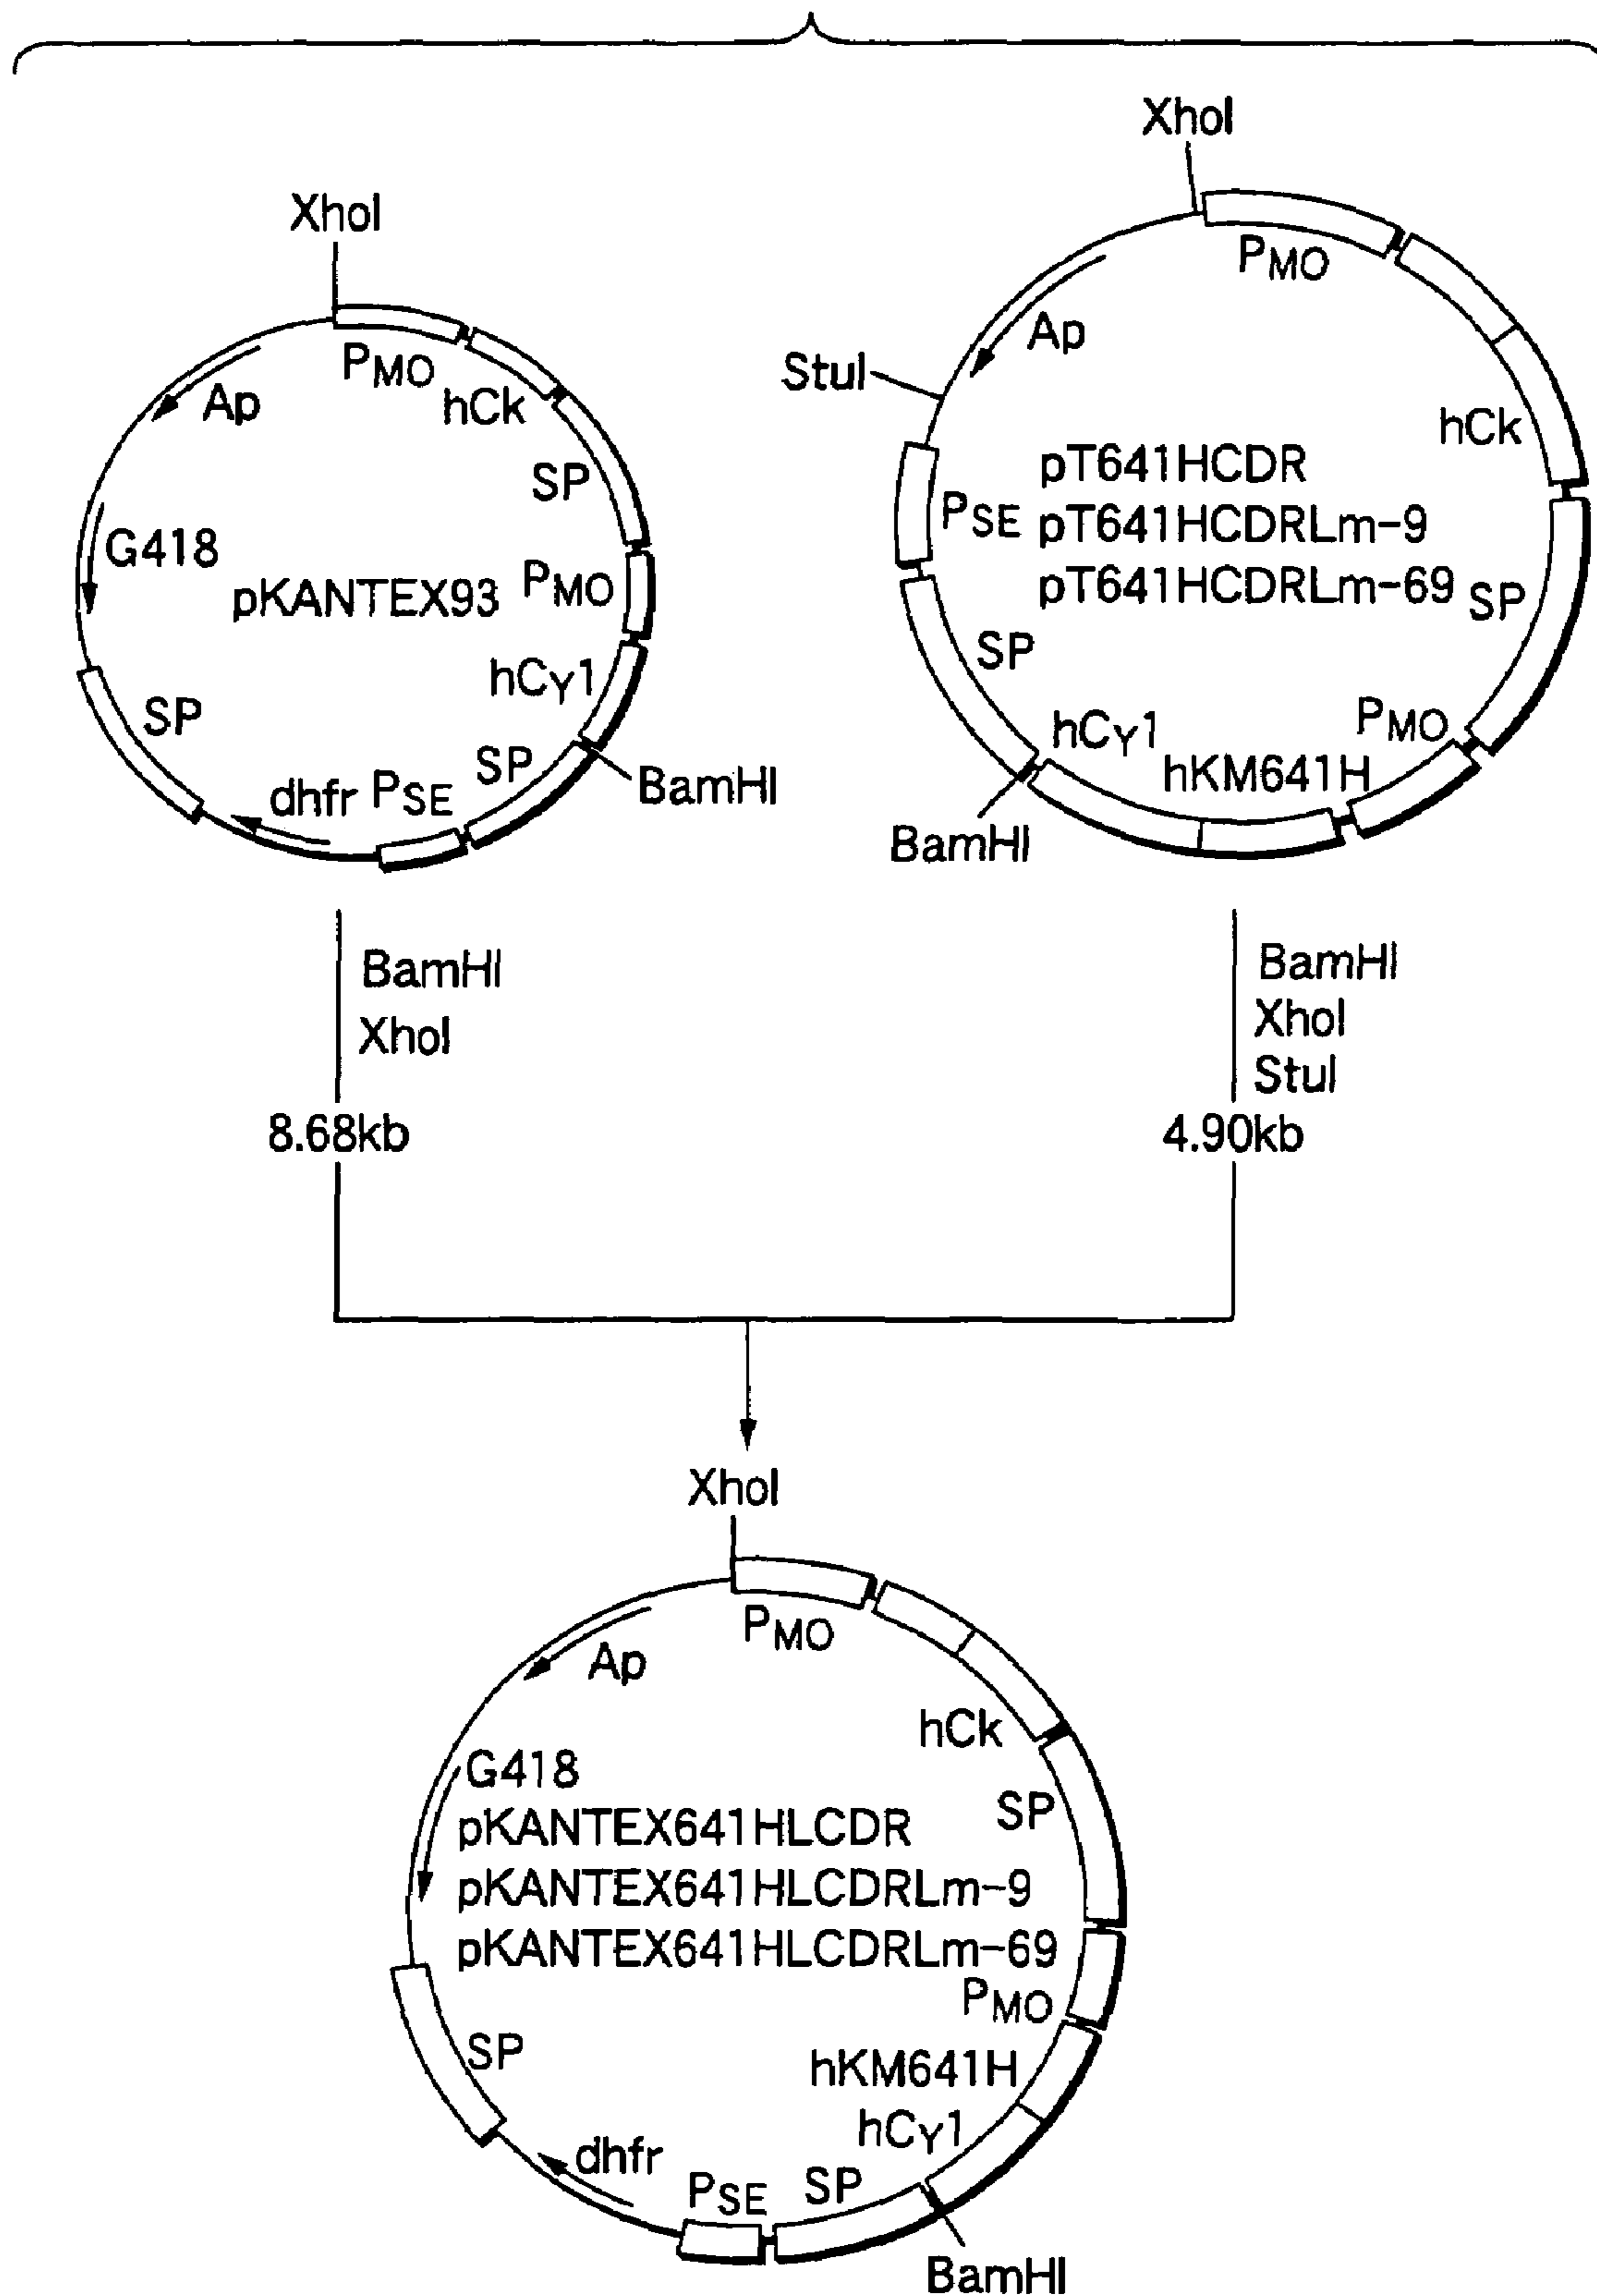 XhoI
PMO
hCk
SP
PMO
hCγ1
BamHI
SP
PSE
dhfr
SP
G418
Ap
pKANTEX93
XhoI
PMO
hCk
SP
PMO
hKM641H
hCγ1
BamHI
SP
PSE
StuI
Ap
pT641HCDR
pT641HCDRLm-9
pT641HCDRLm-69
BamHI
XhoI
8.68kb
BamHI
XhoI
StuI
4.90kb
XhoI
PMO
hCk
SP
PMO
hKM641H
hCγ1
BamHI
SP
PSE
dhfr
SP
G418
Ap
pKANTEX641HLCDR
pKANTEX641HLCDRLm-9
pKANTEX641HLCDRLm-69